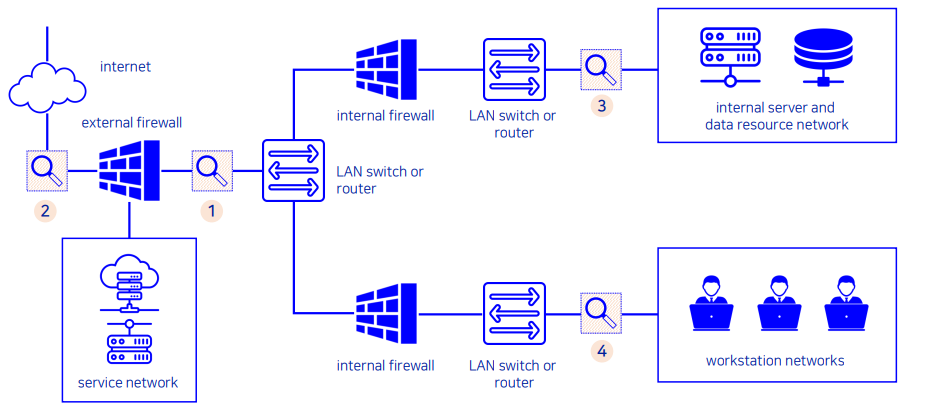 internet
external firewall
2
1
service network
LAN switch or
router
internal firewall
LAN switch or
router
3
internal server and
data resource network
internal firewall
LAN switch or
router
4
workstation networks